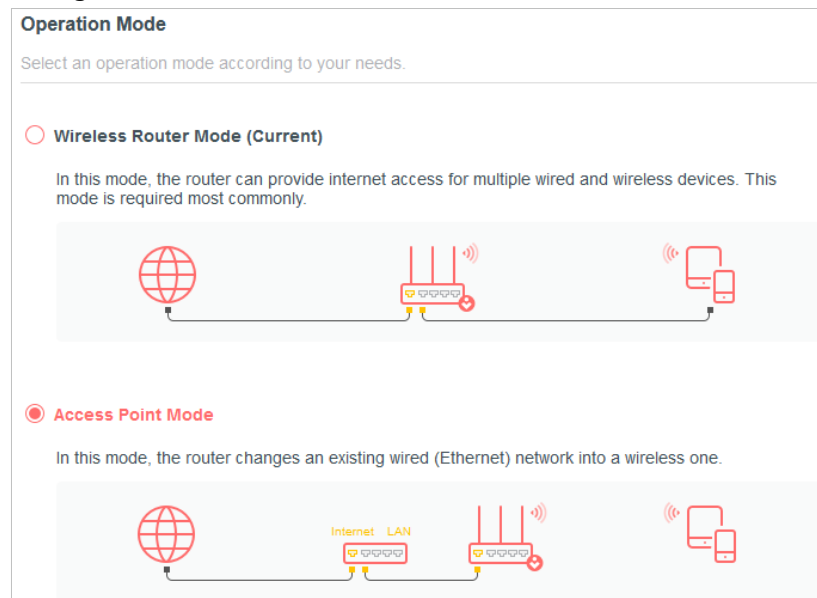 Operation Mode
Select an operation mode according to your needs.
Wireless Router Mode (Current)
In this mode, the router can provide internet access for multiple wired and wireless devices. This
mode is required most commonly.
Access Point Mode
In this mode, the router changes an existing wired (Ethernet) network into a wireless one.
Internet LAN